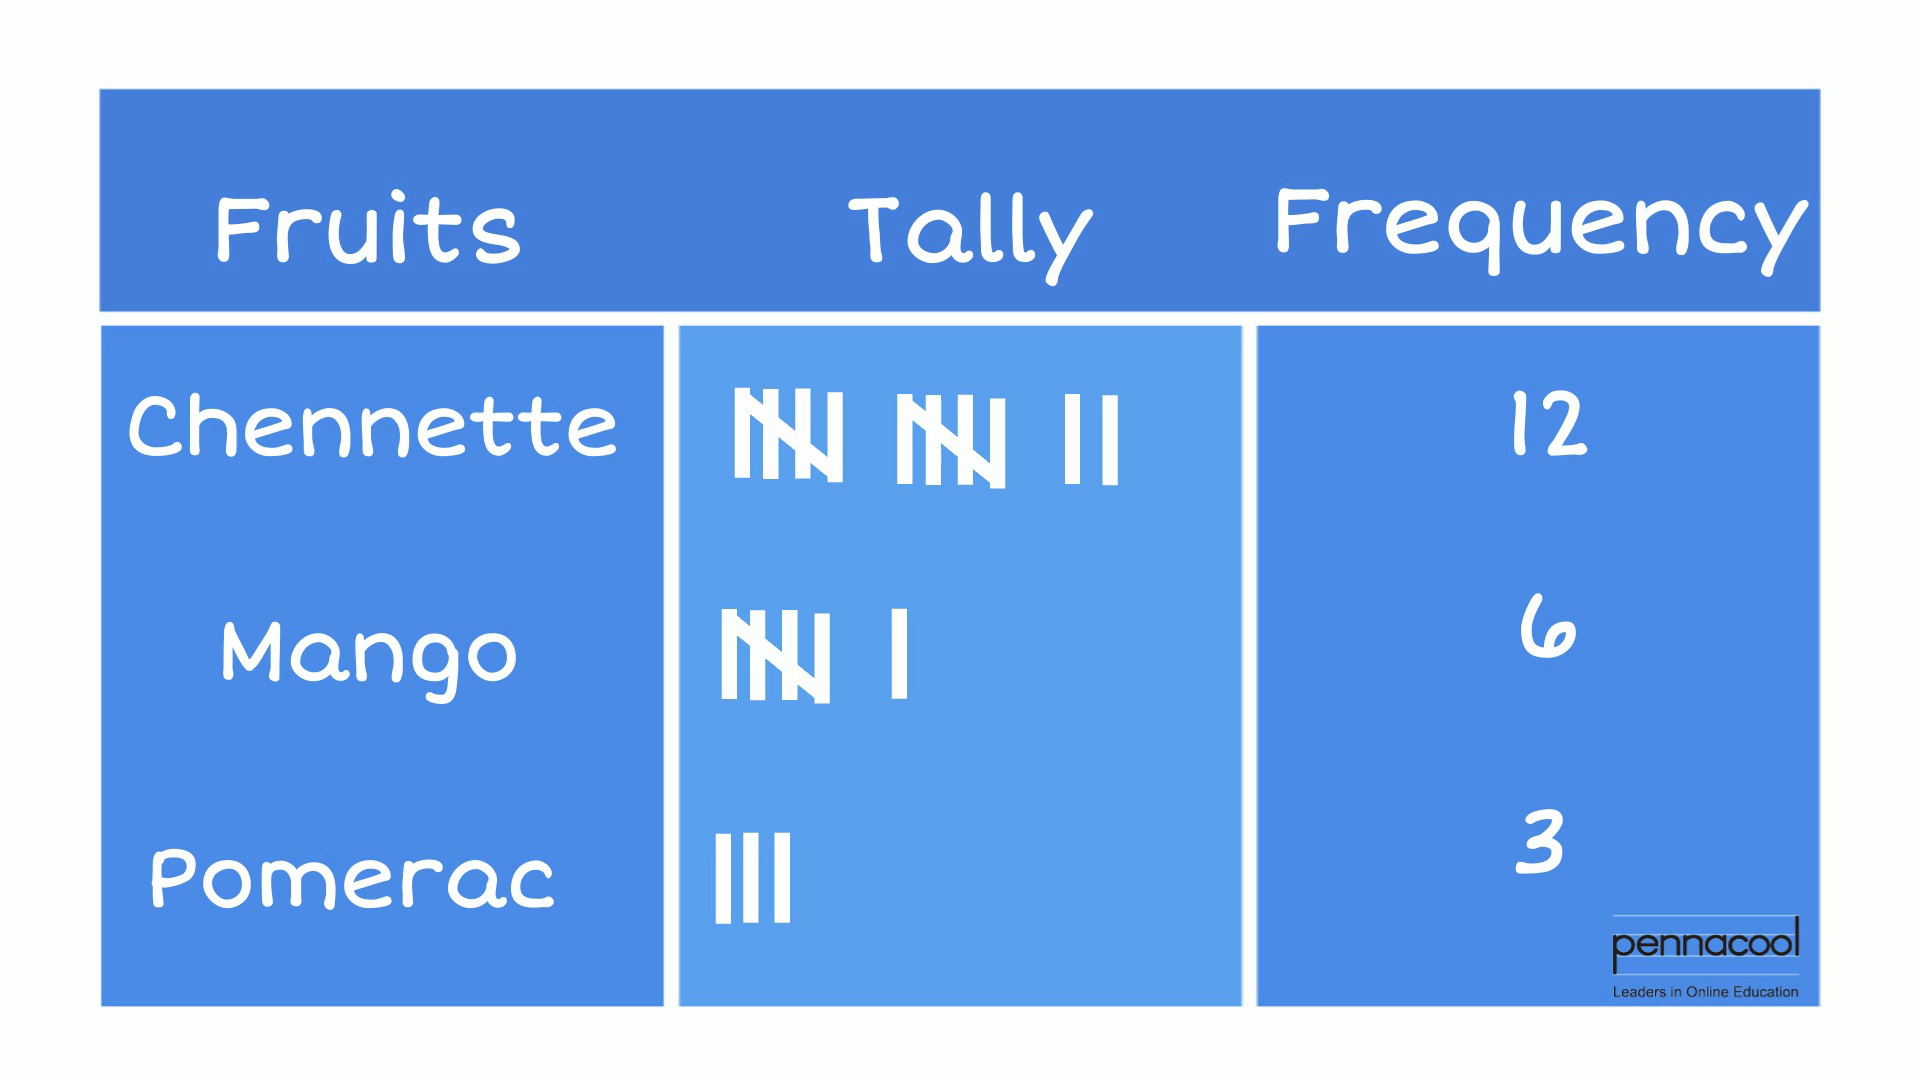 Fruits Tally Frequency
Chennette 12
Mango 6
Pomerac 3
pennacool
Leaders in Online Education